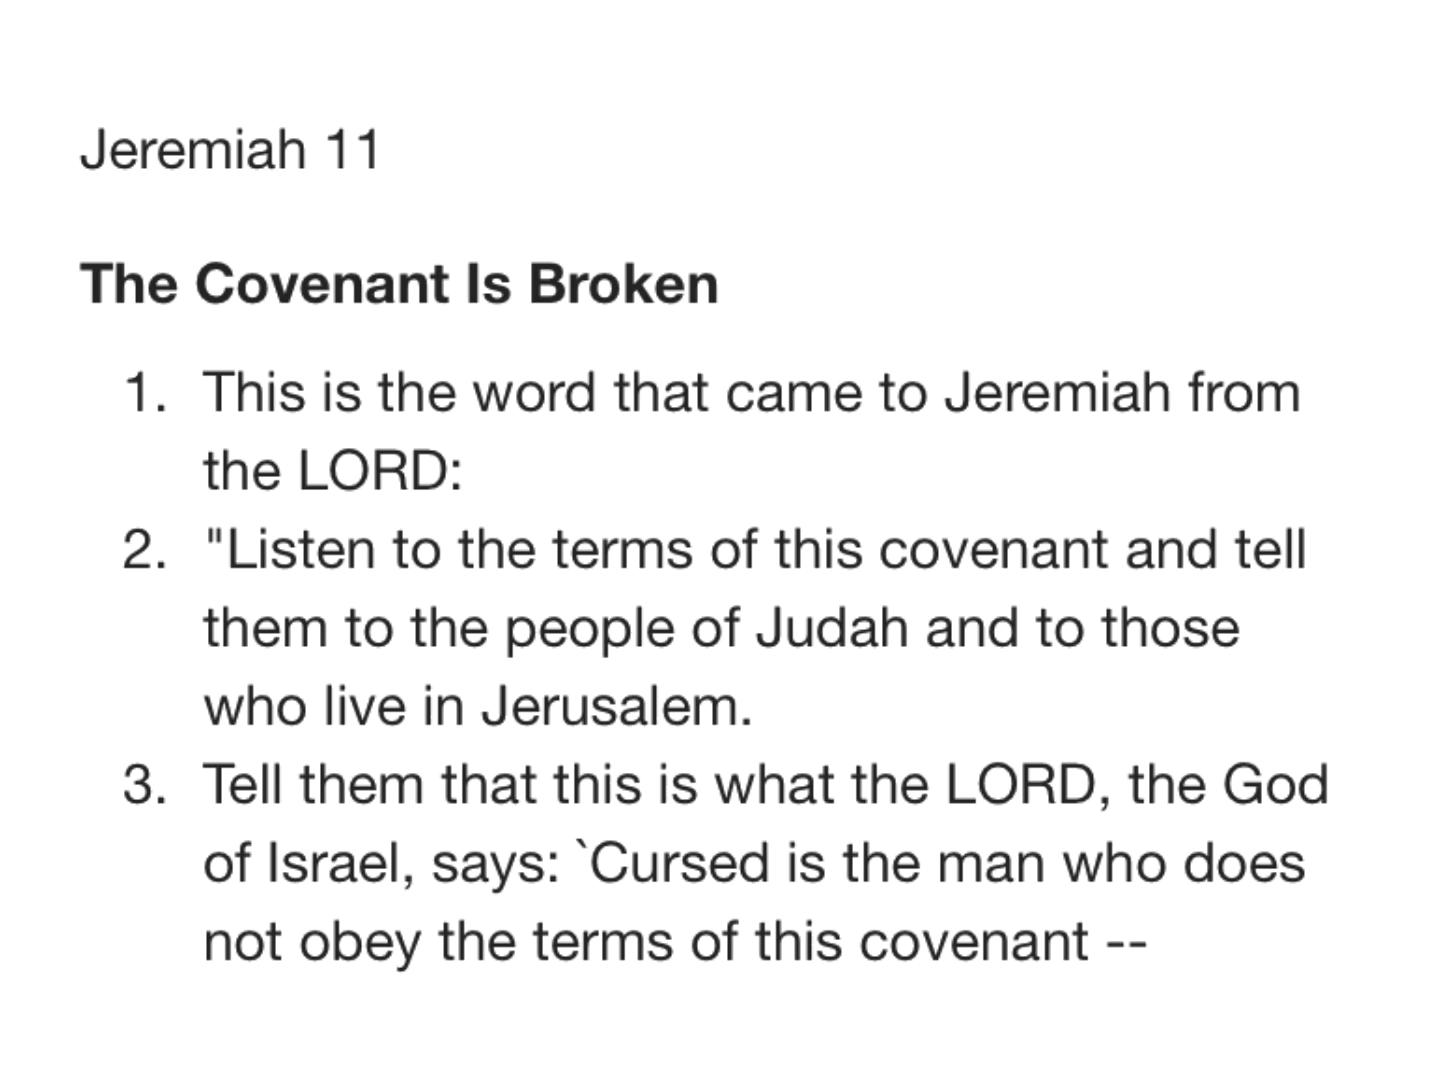 Jeremiah 11
The Covenant Is Broken
1. This is the word that came to Jeremiah from
the LORD:
2. "Listen to the terms of this covenant and tell
them to the people of Judah and to those
who live in Jerusalem.
3. Tell them that this is what the LORD, the God
of Israel, says: `Cursed is the man who does
not obey the terms of this covenant --